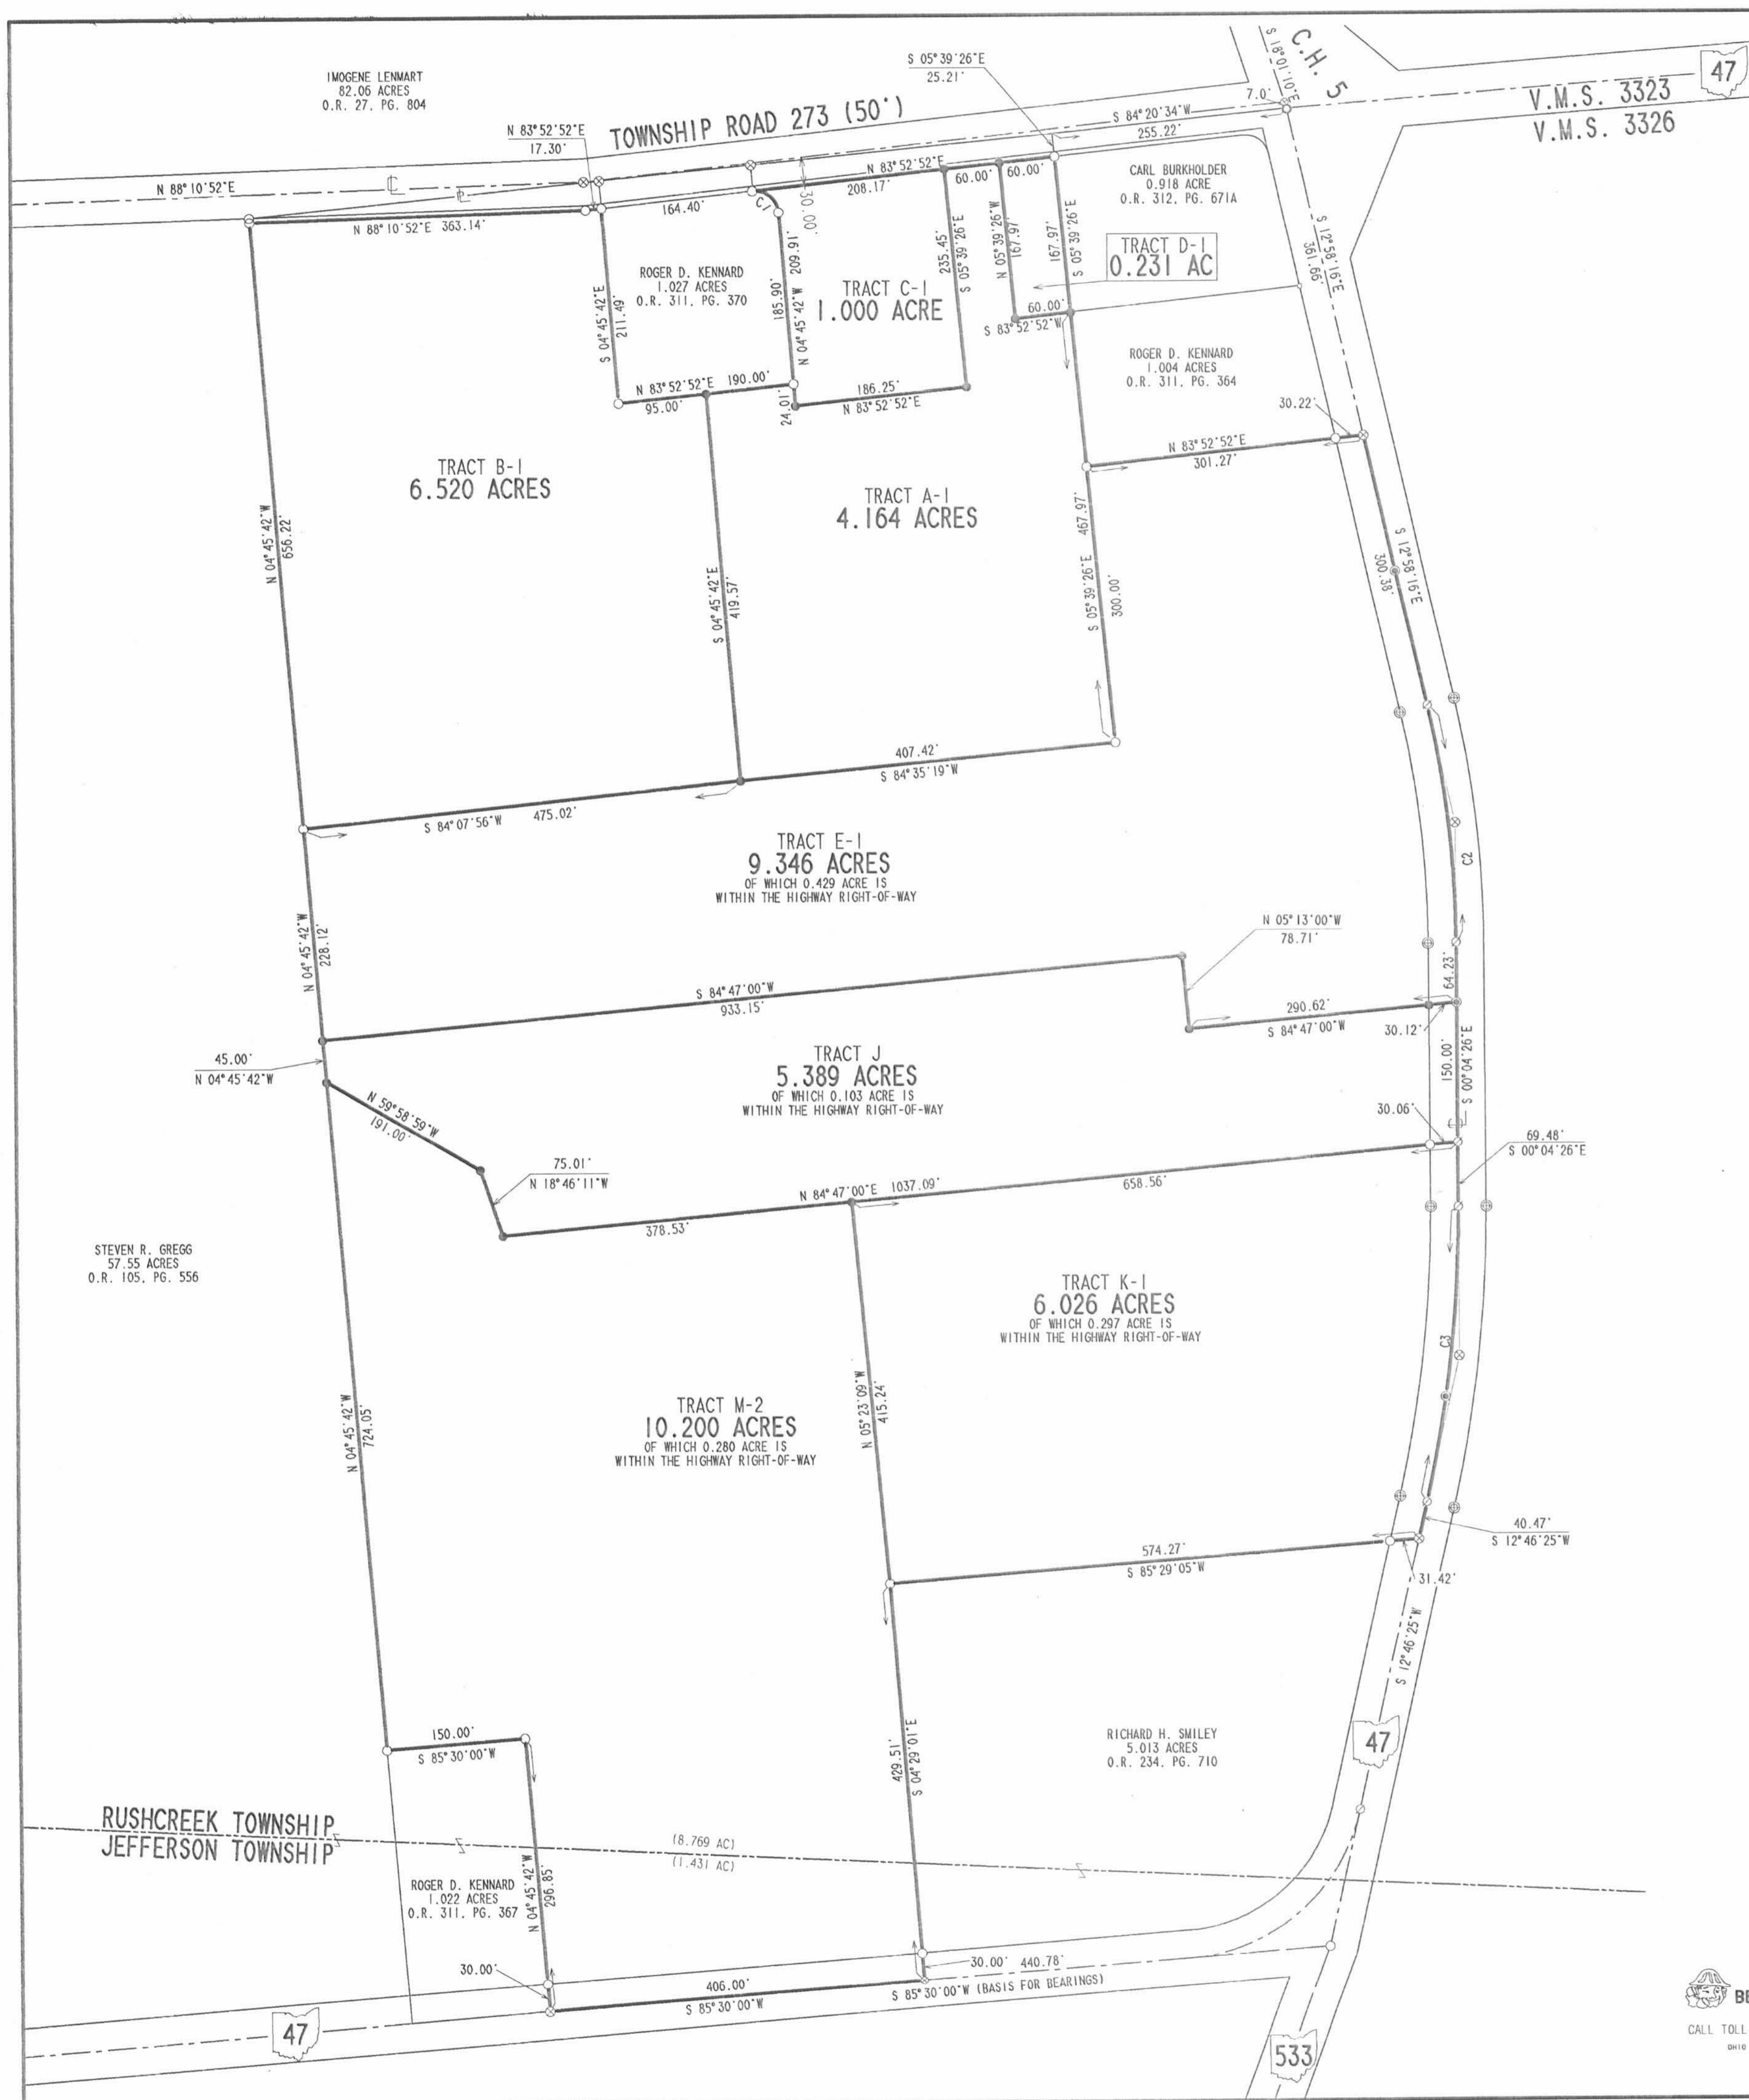 IMOGENE LENMART
82.06 ACRES
O.R. 27, PG. 804
S 05°39'26"E
25.21'
S 18°01'10"E
C.H. 5
47
7.0'
V.M.S. 3323
V.M.S. 3326
N 83°52'52"E
17.30'
TOWNSHIP ROAD 273 (50')
S 84°20'34"W
255.22'
N 88°10'52"E
N 83°52'52"E
208.17'
60.00'
60.00'
CARL BURKHOLDER
0.918 ACRE
O.R. 312, PG. 671A
164.40'
C1
30.00'
N 88°10'52"E 363.14'
S 12°58'16"E
361.66'
ROGER D. KENNARD
1.027 ACRES
O.R. 311, PG. 370
S 04°45'42"E
211.49'
185.90'
N 04°45'42"W 209.91'
TRACT C-1
1.000 ACRE
235.45'
S 05°39'26"E
N 05°39'26"W
167.97'
167.97'
S 05°39'26"E
TRACT D-1
0.231 AC
60.00'
S 83°52'52"W
ROGER D. KENNARD
1.004 ACRES
O.R. 311, PG. 364
N 83°52'52"E 190.00'
95.00'
24.01'
186.25'
N 83°52'52"E
30.22'
N 83°52'52"E
301.27'
TRACT B-1
6.520 ACRES
TRACT A-1
4.164 ACRES
N 04°45'42"W
656.22'
S 04°45'42"E
419.57'
S 05°39'26"E 467.97'
300.00'
S 12°58'16"E
300.38'
407.42'
S 84°35'19"W
S 84°07'56"W 475.02'
TRACT E-1
9.346 ACRES
OF WHICH 0.429 ACRE IS
WITHIN THE HIGHWAY RIGHT-OF-WAY
C2
N 04°45'42"W
228.12'
N 05°13'00"W
78.71'
S 84°47'00"W
933.15'
64.23'
290.62'
S 84°47'00"W
30.12'
45.00'
N 04°45'42"W
TRACT J
5.389 ACRES
OF WHICH 0.103 ACRE IS
WITHIN THE HIGHWAY RIGHT-OF-WAY
150.00'
S 00°04'26"E
N 59°58'59"W
191.00'
30.06'
69.48'
S 00°04'26"E
75.01'
N 18°46'11"W
N 84°47'00"E 1037.09'
658.56'
378.53'
STEVEN R. GREGG
57.55 ACRES
O.R. 105, PG. 556
TRACT K-1
6.026 ACRES
OF WHICH 0.297 ACRE IS
WITHIN THE HIGHWAY RIGHT-OF-WAY
C3
N 04°45'42"W
724.05'
TRACT M-2
10.200 ACRES
OF WHICH 0.280 ACRE IS
WITHIN THE HIGHWAY RIGHT-OF-WAY
N 05°23'09"W
415.24'
40.47'
S 12°46'25"W
574.27'
S 85°29'05"W
31.42'
S 12°46'25"W
150.00'
S 85°30'00"W
429.51'
S 04°29'01"E
RICHARD H. SMILEY
5.013 ACRES
O.R. 234, PG. 710
47
RUSHCREEK TOWNSHIP
JEFFERSON TOWNSHIP
(8.769 AC)
(1.431 AC)
ROGER D. KENNARD
1.022 ACRES
O.R. 311, PG. 367
N 04°45'42"W
296.85'
30.00'
406.00'
S 85°30'00"W
30.00' 440.78'
S 85°30'00"W (BASIS FOR BEARINGS)
47
533
BE
CALL TOLL
OHIO